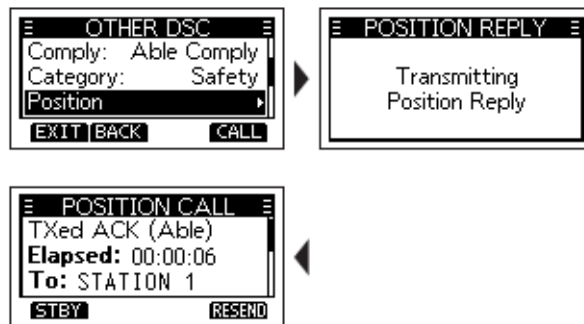 OTHER DSC
Comply: Able Comply
Category: Safety
Position
EXIT BACK CALL
POSITION REPLY
Transmitting
Position Reply
POSITION CALL
TXed ACK (Able)
Elapsed: 00:00:06
To: STATION 1
STBY RESEND